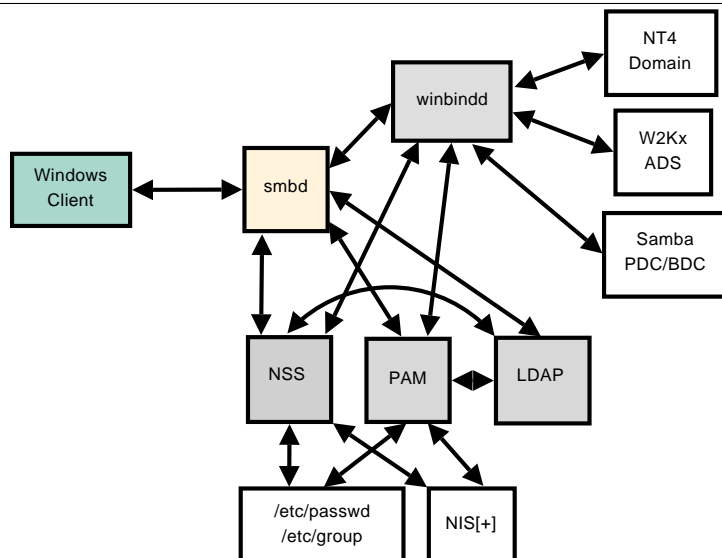 NT4
Domain
winbindd
W2Kx
ADS
Windows
Client
smbd
Samba
PDC/BDC
NSS
PAM
LDAP
/etc/passwd
/etc/group
NIS[+]